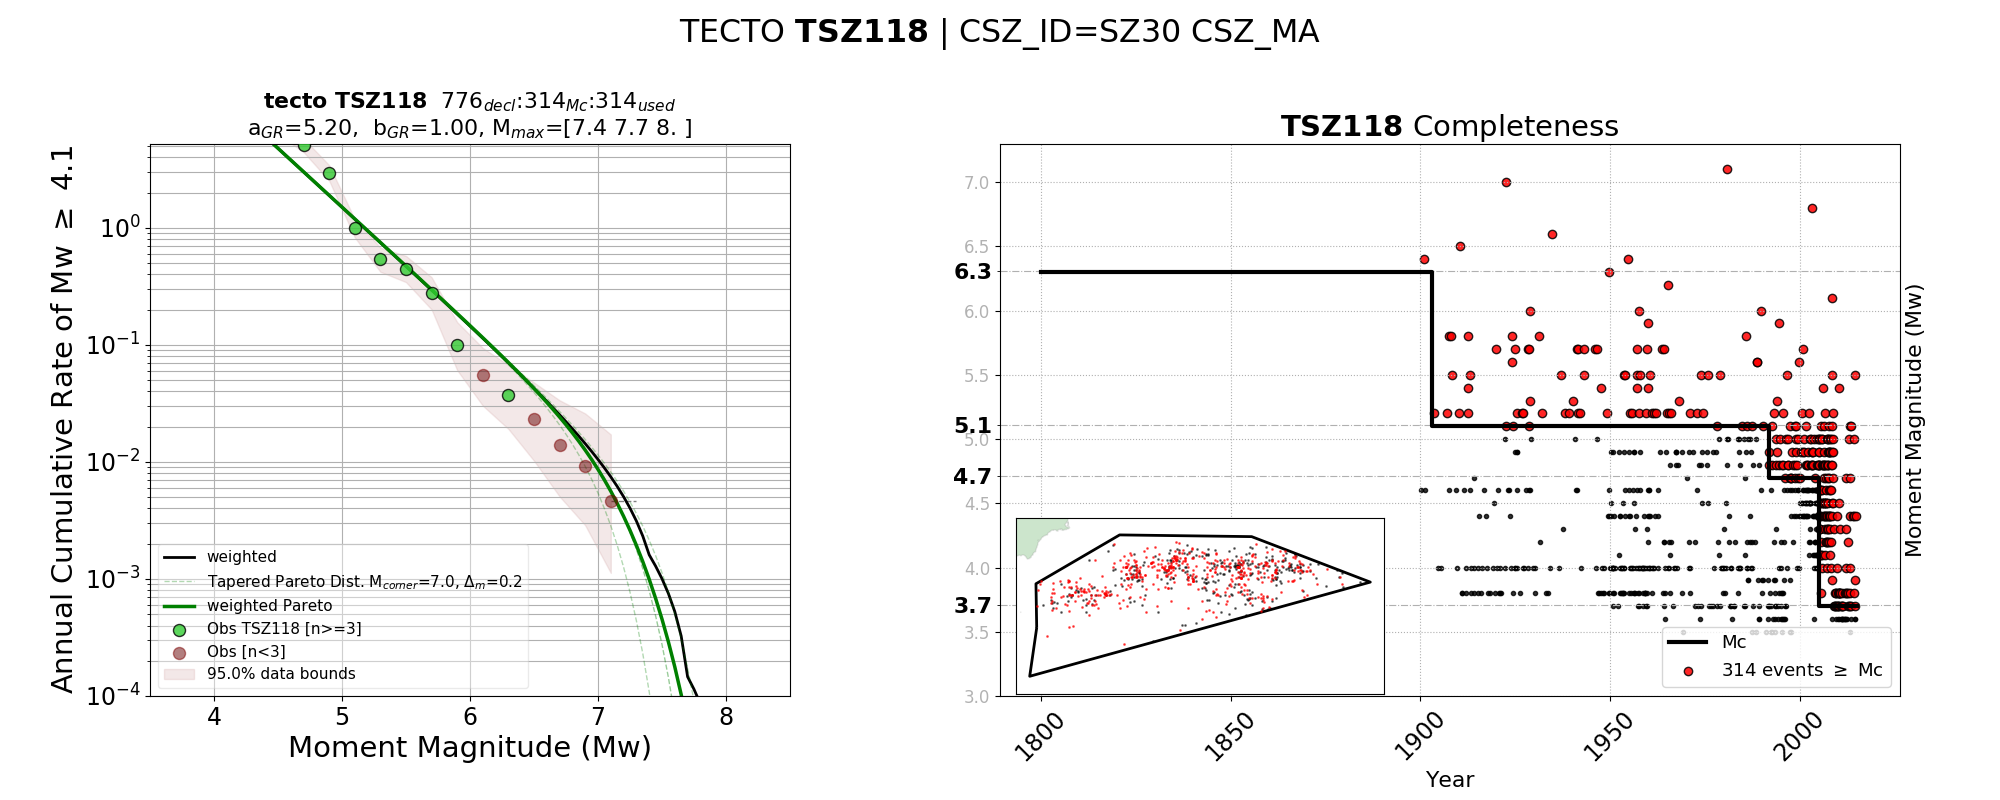 TECTO TSZ118 | CSZ_ID=SZ30 CSZ_MA
tecto TSZ118 776decl:314Mc:314used
aGR=5.20, bGR=1.00, Mmax=[7.4 7.7 8. ]
Annual Cumulative Rate of Mw ≥ 4.1
10^0
10^−1
10^−2
10^−3
10^−4
weighted
Tapered Pareto Dist. Mcorner=7.0, Δm=0.2
weighted Pareto
Obs TSZ118 [n>=3]
Obs [n<3]
95.0% data bounds
4 5 6 7 8
Moment Magnitude (Mw)
TSZ118 Completeness
7.0
6.5
6.3
6.0
5.5
5.1
5.0
4.7
4.5
4.0
3.7
3.5
3.0
Mc
314 events ≥ Mc
1800 1850 1900 1950 2000
Year
Moment Magnitude (Mw)